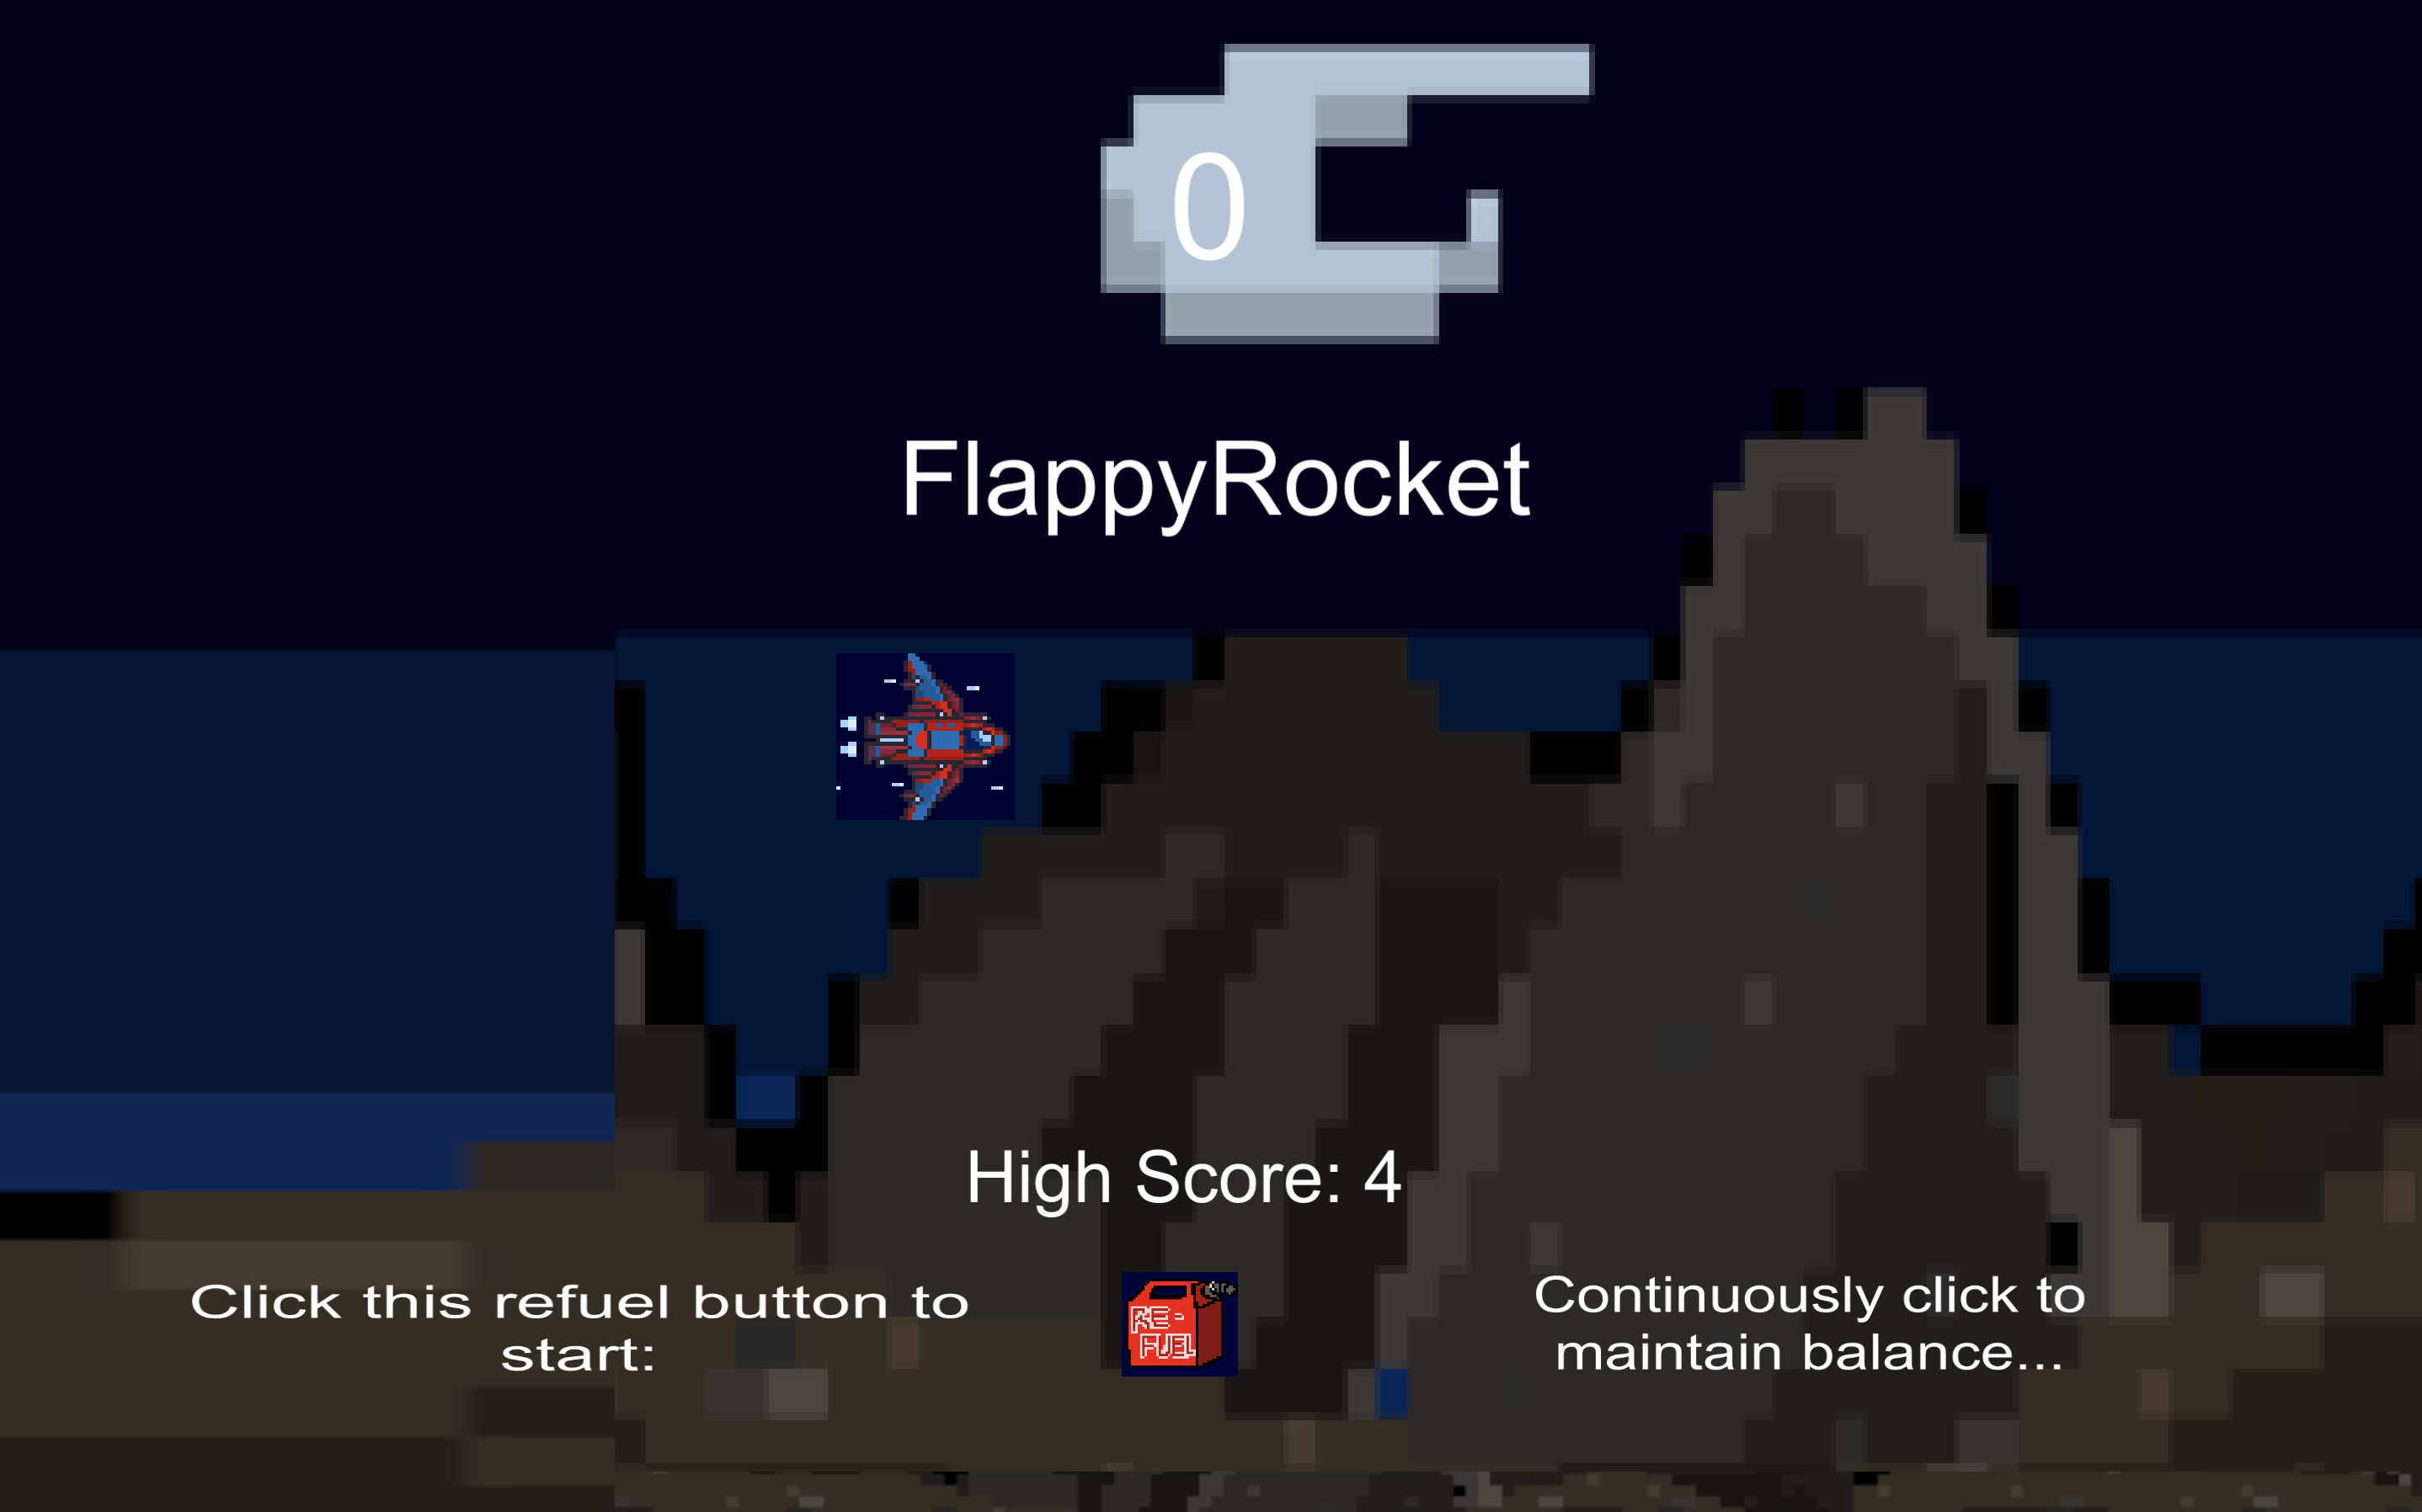 0
FlappyRocket
High Score: 4
Click this refuel button to
start:
RE-
FUEL
Continuously click to
maintain balance...